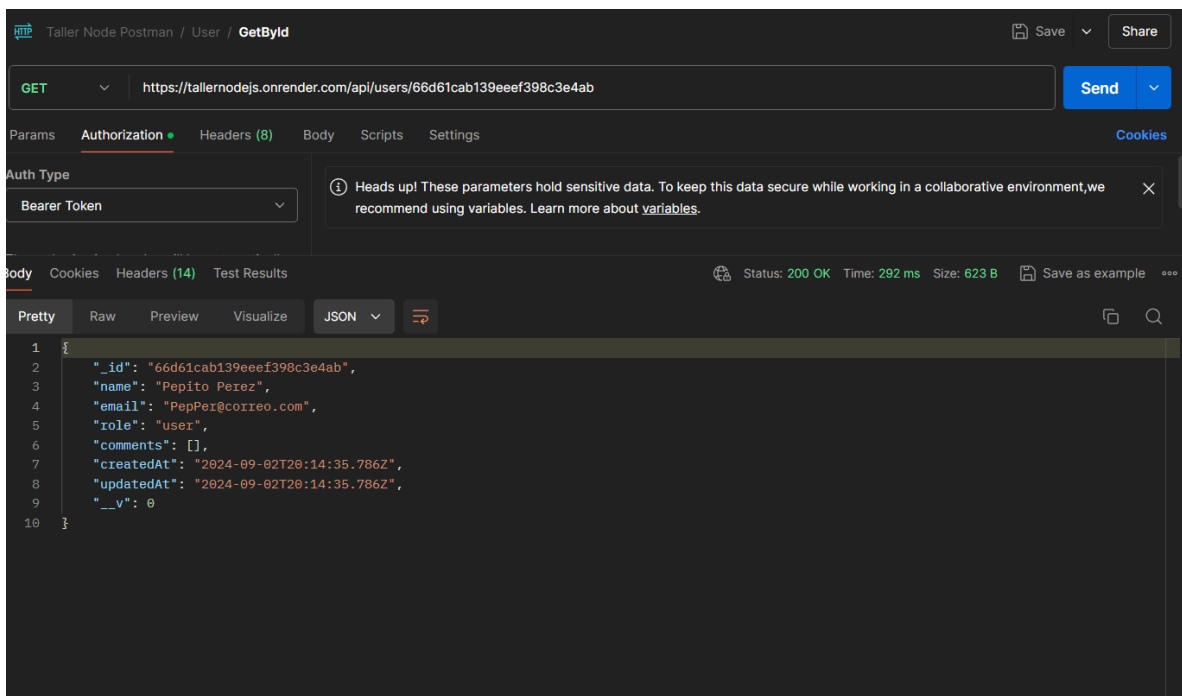 HTTP Taller Node Postman / User / GetById Save Share
GET https://tallernodejs.onrender.com/api/users/66d61cab139eeef398c3e4ab Send
Params Authorization Headers (8) Body Scripts Settings Cookies
Auth Type
Bearer Token
Heads up! These parameters hold sensitive data. To keep this data secure while working in a collaborative environment,we
recommend using variables. Learn more about variables.
Body Cookies Headers (14) Test Results Status: 200 OK Time: 292 ms Size: 623 B Save as example
Pretty Raw Preview Visualize JSON
1 {
2 "_id": "66d61cab139eeef398c3e4ab",
3 "name": "Pepito Perez",
4 "email": "PepPer@correo.com",
5 "role": "user",
6 "comments": [],
7 "createdAt": "2024-09-02T20:14:35.786Z",
8 "updatedAt": "2024-09-02T20:14:35.786Z",
9 "__v": 0
10 }